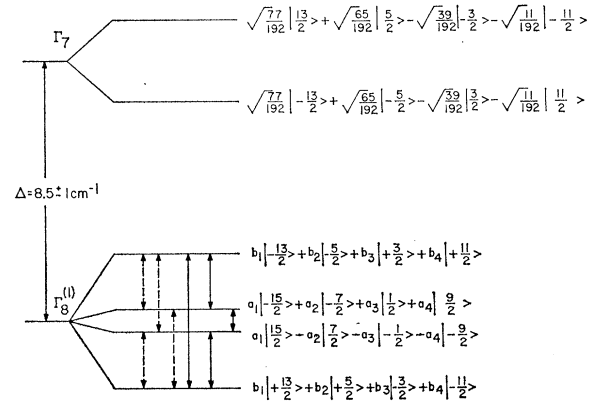 Γ₇
√77/192 |13/2> + √65/192 |5/2> - √39/192 |-3/2> - √11/192 |-11/2>
√77/192 |-13/2> + √65/192 |-5/2> - √39/192 |3/2> - √11/192 | 11/2 >
Δ=8.5±1cm⁻¹
Γ₈⁽¹⁾
b₁|-13/2>+b₂|-5/2>+b₃|+3/2>+b₄|+11/2>
a₁|-15/2>+a₂|-7/2>+a₃|1/2>+a₄| 9/2 >
a₁|15/2>-a₂|7/2>-a₃|-1/2>-a₄|-9/2>
b₁|+13/2>+b₂|+5/2>+b₃|-3/2>+b₄|-11/2>